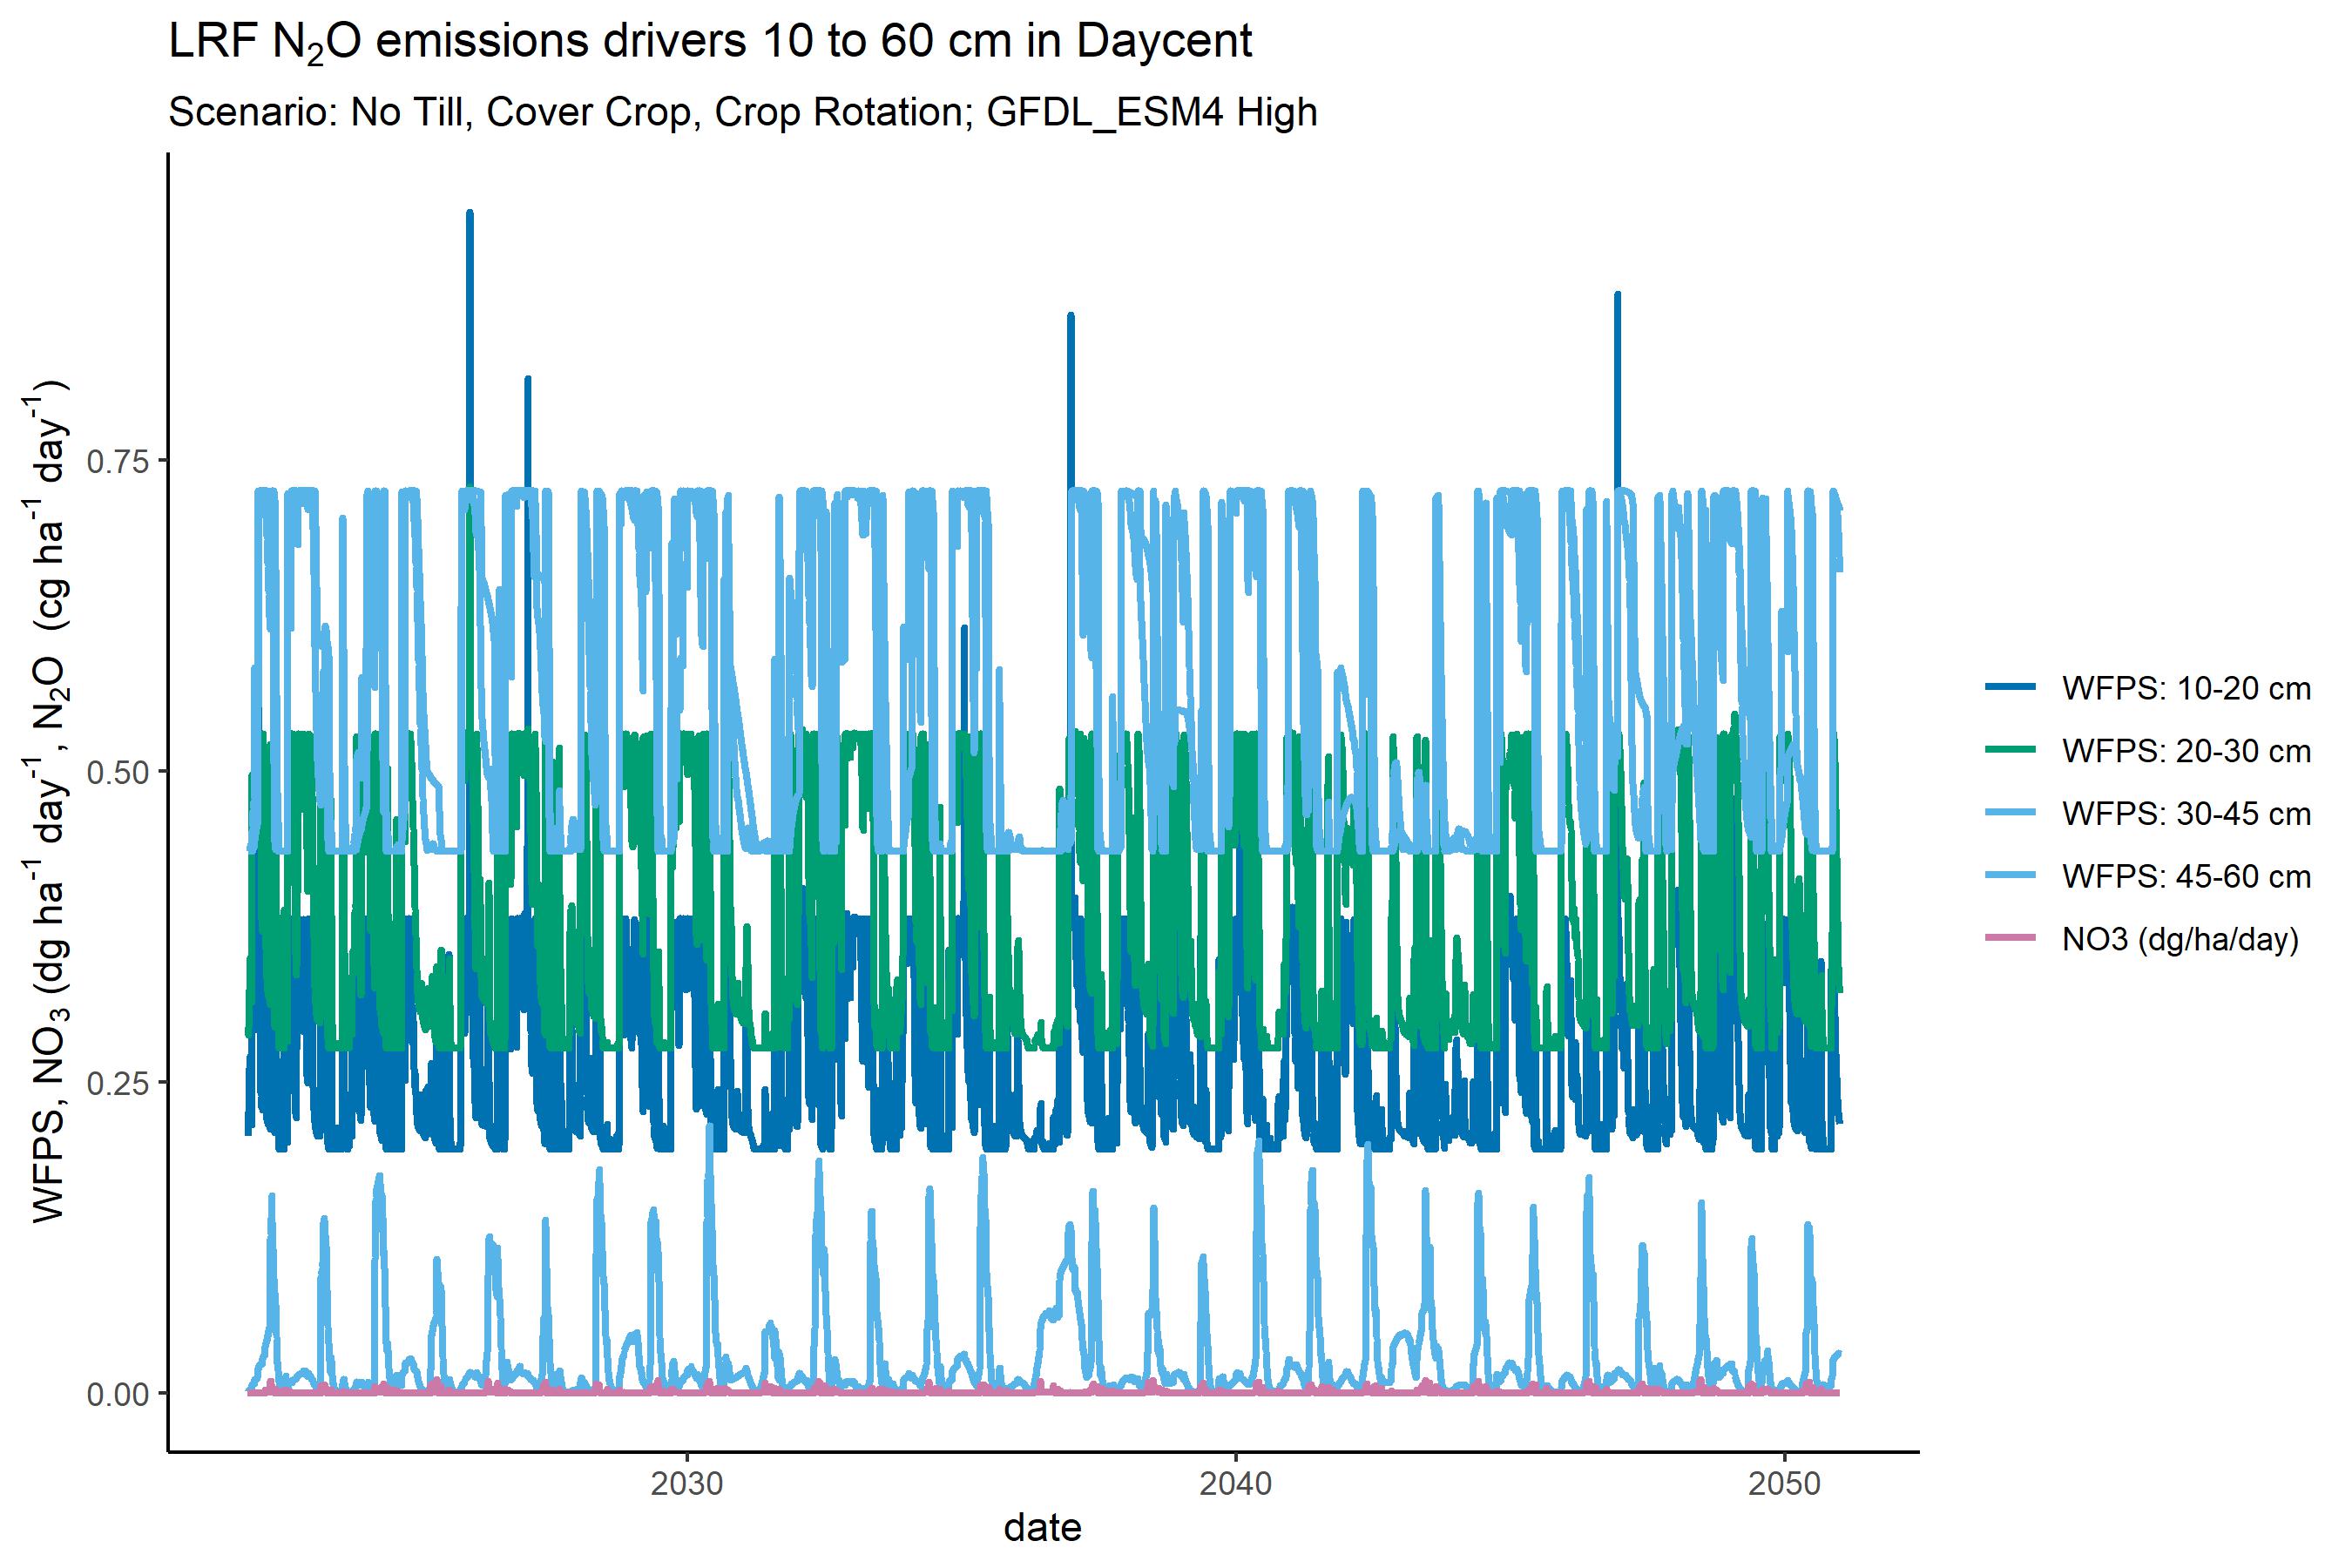 LRF N₂O emissions drivers 10 to 60 cm in Daycent
Scenario: No Till, Cover Crop, Crop Rotation; GFDL_ESM4 High
WFPS, NO₃ (dg ha⁻¹ day⁻¹, N₂O  (cg ha⁻¹ day⁻¹)
0.75
0.50
0.25
0.00
2030
2040
2050
date
WFPS: 10-20 cm
WFPS: 20-30 cm
WFPS: 30-45 cm
WFPS: 45-60 cm
NO3 (dg/ha/day)